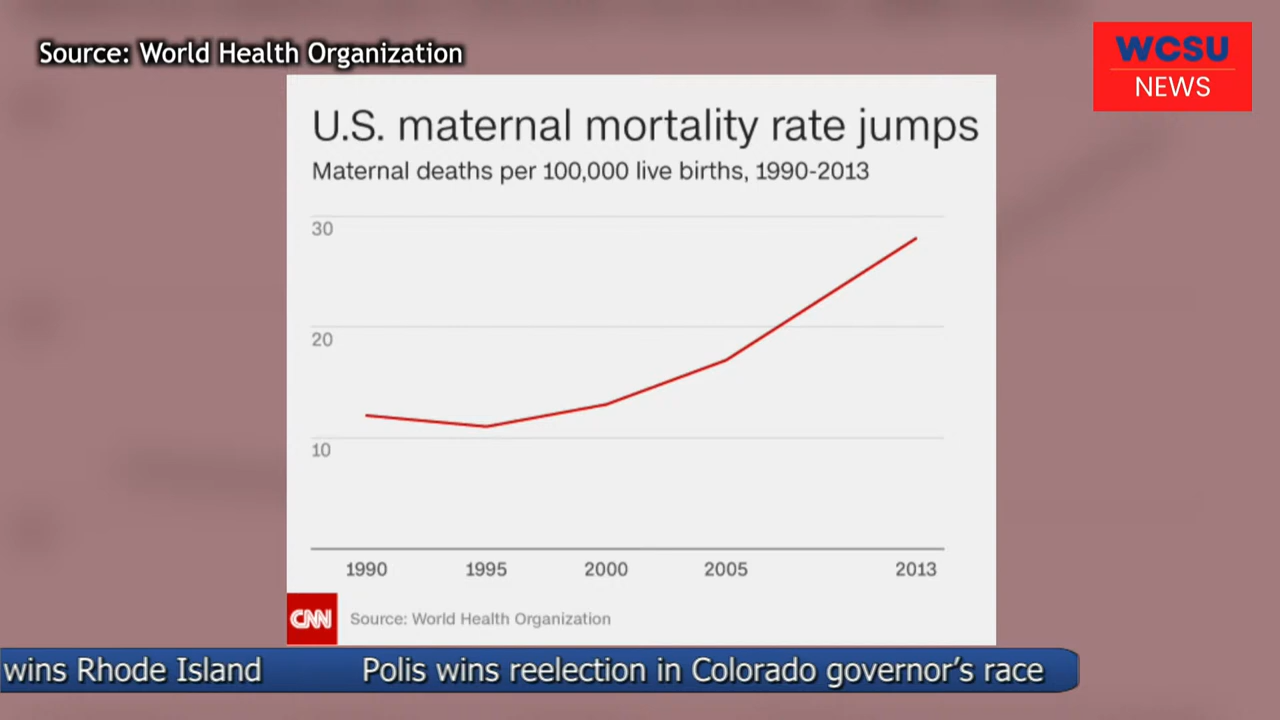 Source: World Health Organization
WCSU
NEWS
U.S. maternal mortality rate jumps
Maternal deaths per 100,000 live births, 1990-2013
30
20
10
1990 1995 2000 2005 2013
CNN Source: World Health Organization
wins Rhode Island Polis wins reelection in Colorado governor's race